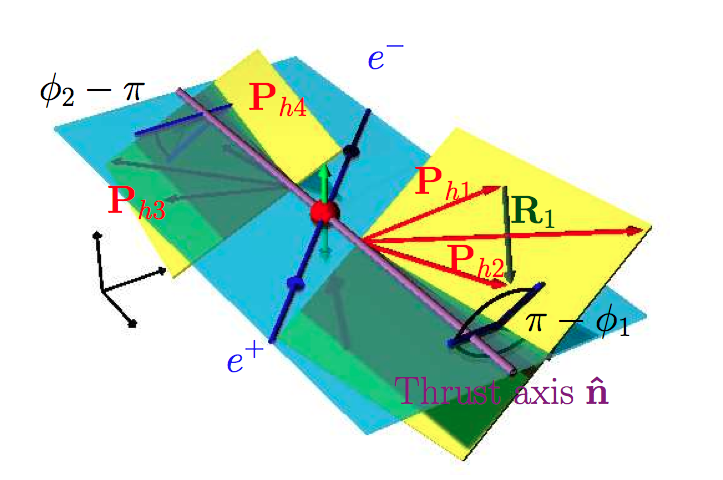 e⁻
ϕ₂ − π
P_h4
P_h1
P_h3
R₁
P_h2
π − ϕ₁
e⁺
Thrust axis n̂